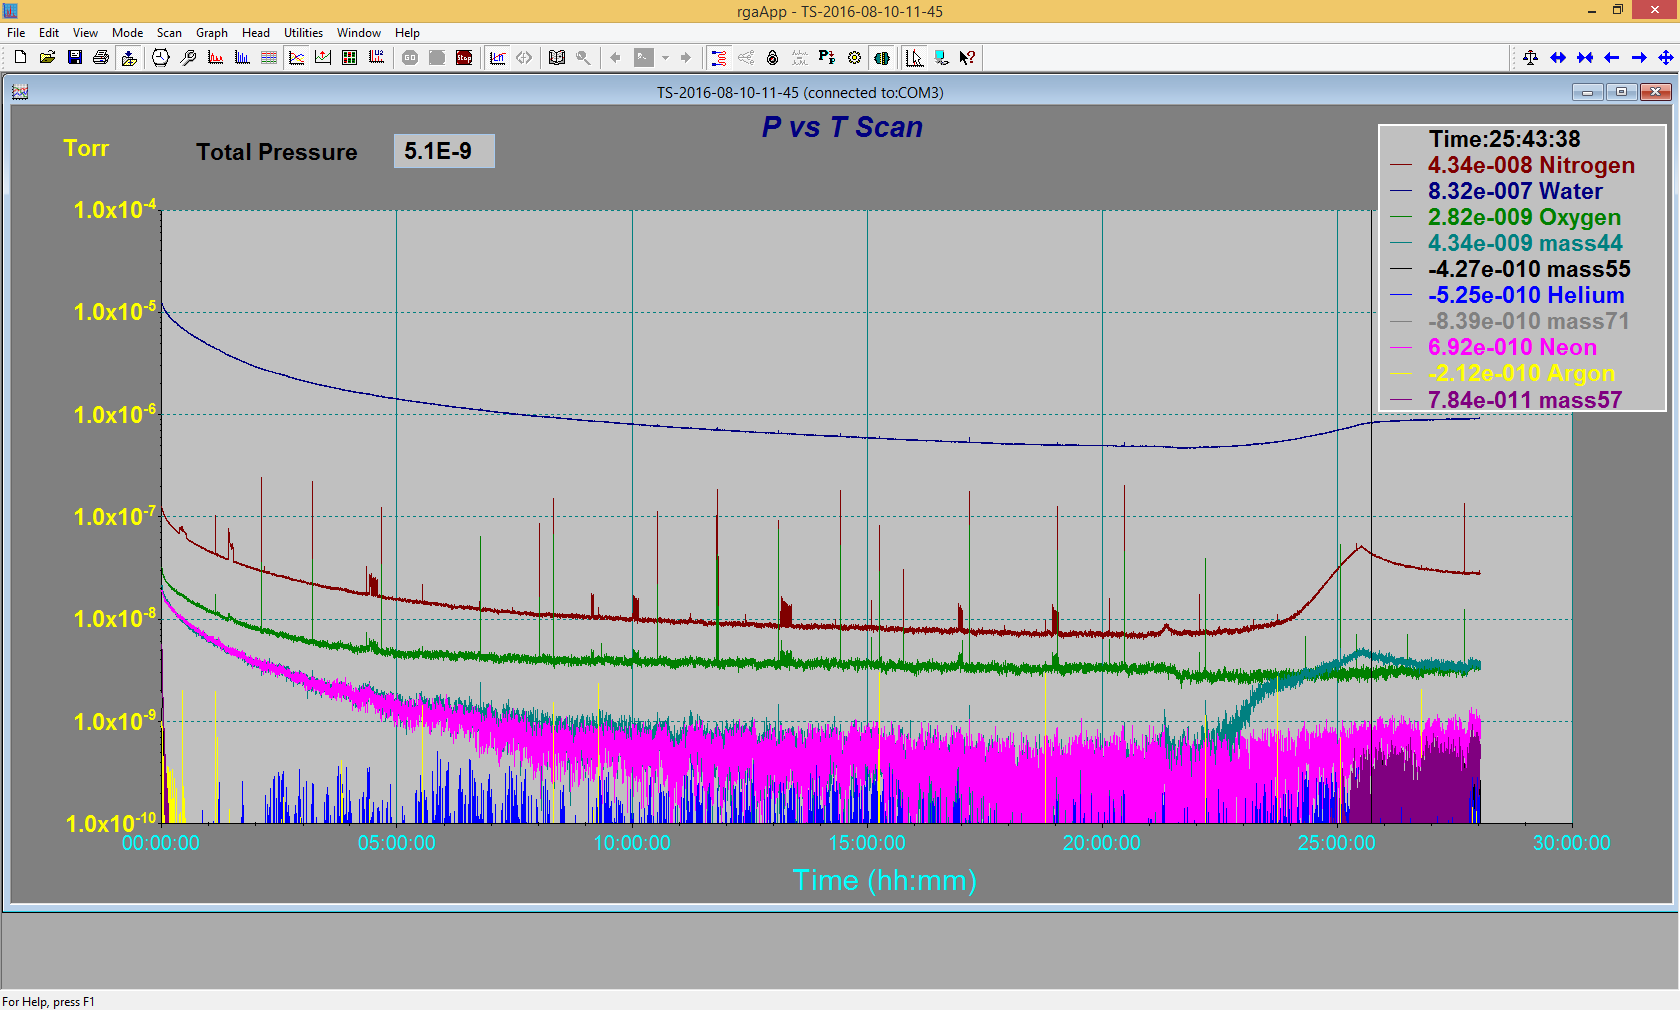 rgaApp - TS-2016-08-10-11-45
File Edit View Mode Scan Graph Head Utilities Window Help
TS-2016-08-10-11-45 (connected to:COM3)
P vs T Scan
Torr
Total Pressure 5.1E-9
Time:25:43:38
4.34e-008 Nitrogen
8.32e-007 Water
2.82e-009 Oxygen
4.34e-009 mass44
-4.27e-010 mass55
-5.25e-010 Helium
-8.39e-010 mass71
6.92e-010 Neon
-2.12e-010 Argon
7.84e-011 mass57
1.0x10-4
1.0x10-5
1.0x10-6
1.0x10-7
1.0x10-8
1.0x10-9
1.0x10-10
00:00:00 05:00:00 10:00:00 15:00:00 20:00:00 25:00:00 30:00:00
Time (hh:mm)
For Help, press F1